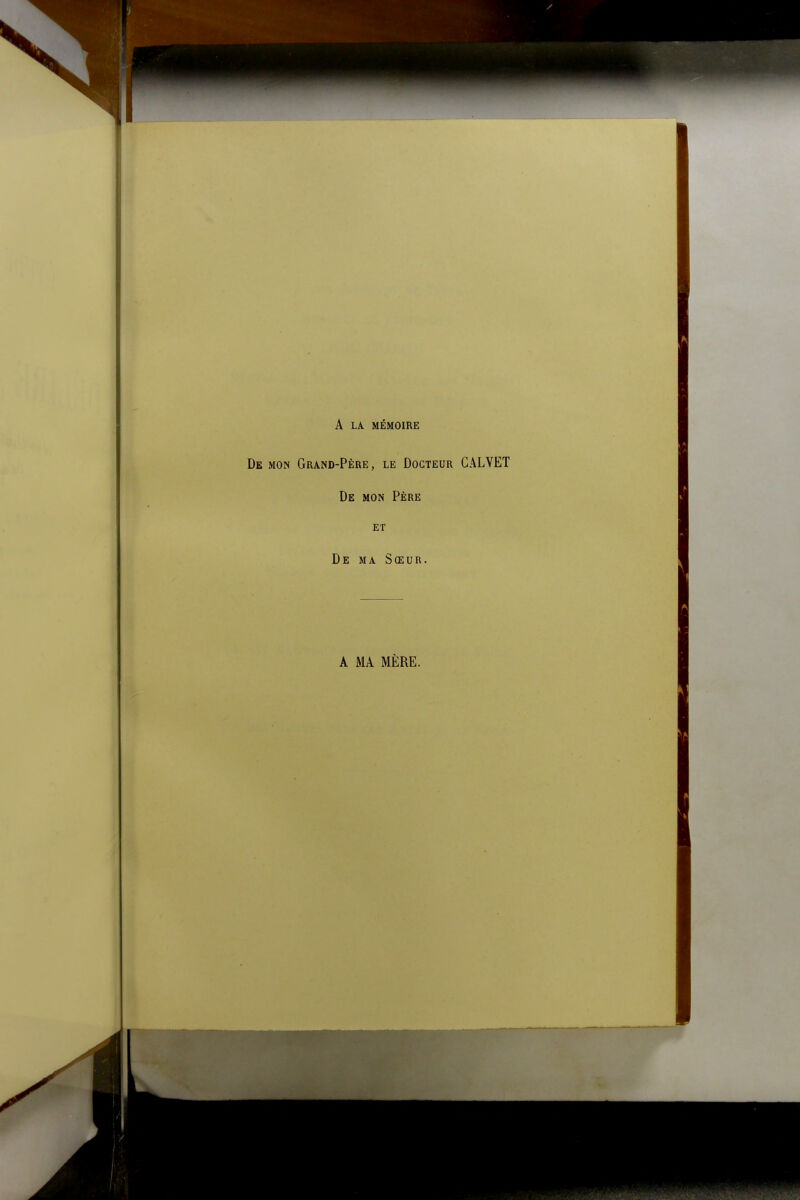 A LA MÉMOIRE
DE MON GRAND-PÈRE, LE DOCTEUR CALVET
DE MON PÈRE
ET
DE MA SŒUR.
A MA MÈRE.